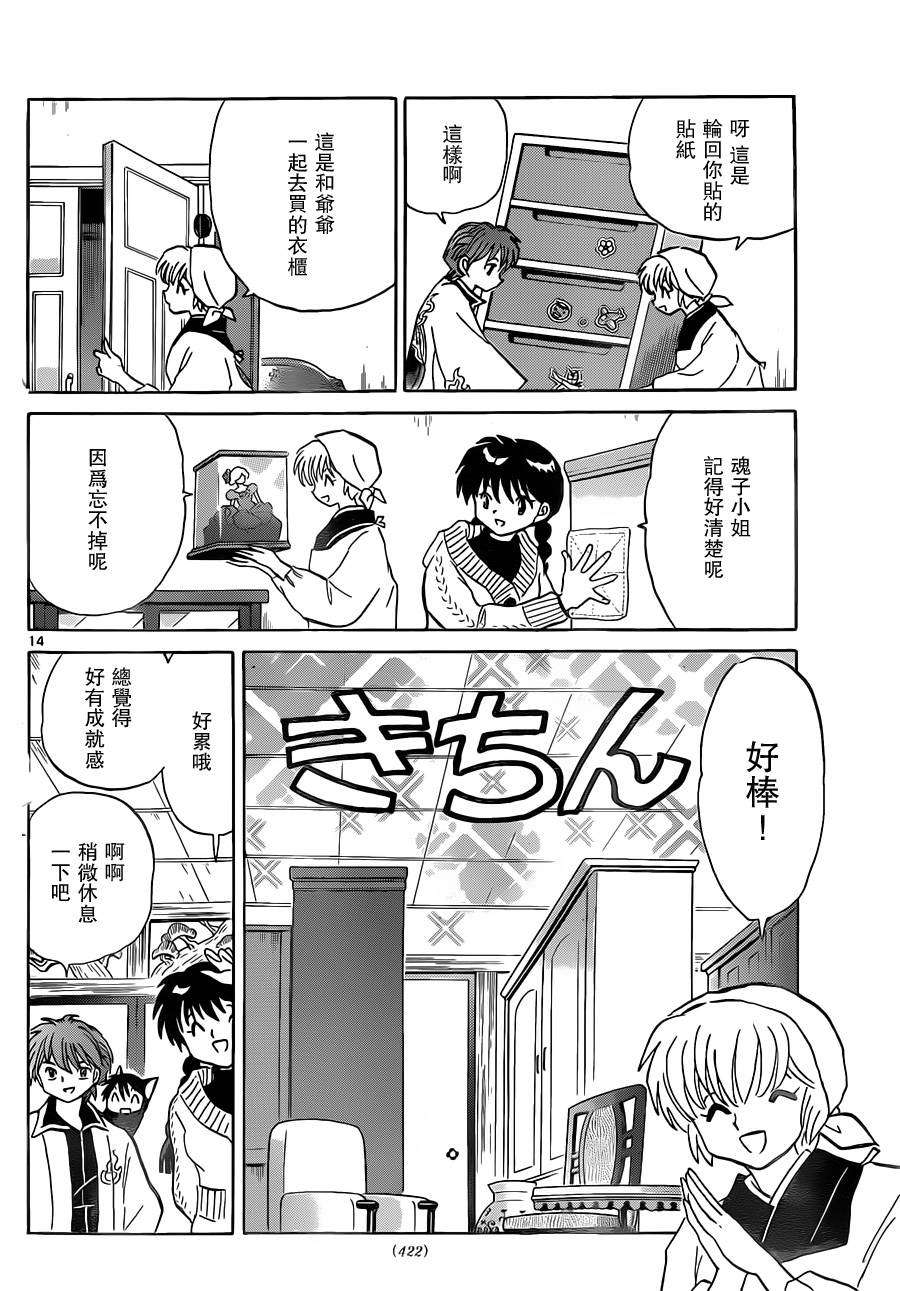 呀 這是
輪回你貼的
貼紙
這樣啊
這是和爺爺
一起去買的衣櫃
魂子小姐
記得好清楚呢
因爲忘不掉呢
14
好棒！
きちん
好累哦
總覺得
好有成就感
啊啊
稍微休息
一下吧
(422)